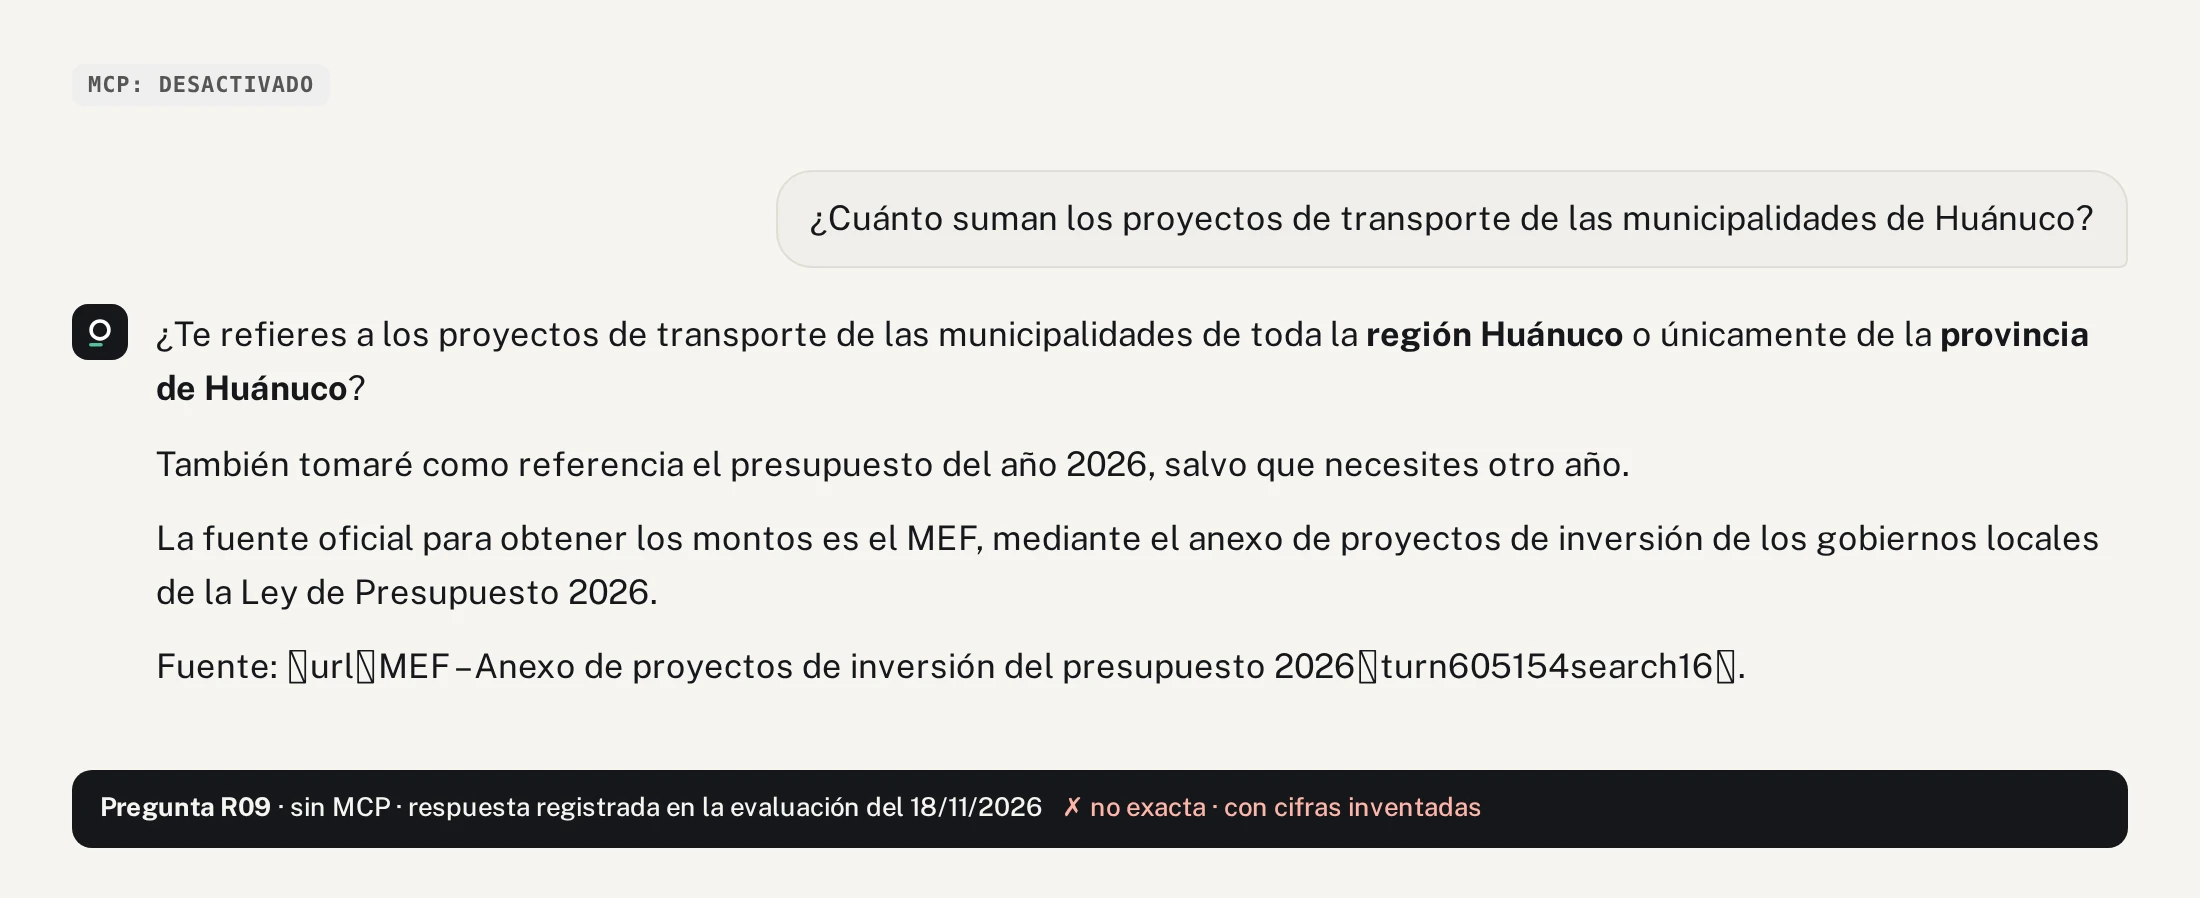 MCP: DESACTIVADO
¿Cuánto suman los proyectos de transporte de las municipalidades de Huánuco?
¿Te refieres a los proyectos de transporte de las municipalidades de toda la región Huánuco o únicamente de la provincia
de Huánuco?
También tomaré como referencia el presupuesto del año 2026, salvo que necesites otro año.
La fuente oficial para obtener los montos es el MEF, mediante el anexo de proyectos de inversión de los gobiernos locales
de la Ley de Presupuesto 2026.
Fuente: url MEF – Anexo de proyectos de inversión del presupuesto 2026 turn605154search16 .
Pregunta R09 · sin MCP · respuesta registrada en la evaluación del 18/11/2026 ✗ no exacta · con cifras inventadas